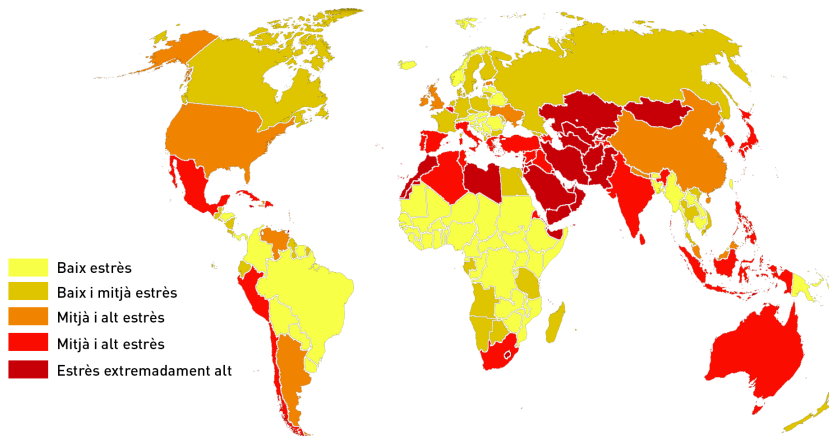 Baix estrès
Baix i mitjà estrès
Mitjà i alt estrès
Mitjà i alt estrès
Estrès extremadament alt